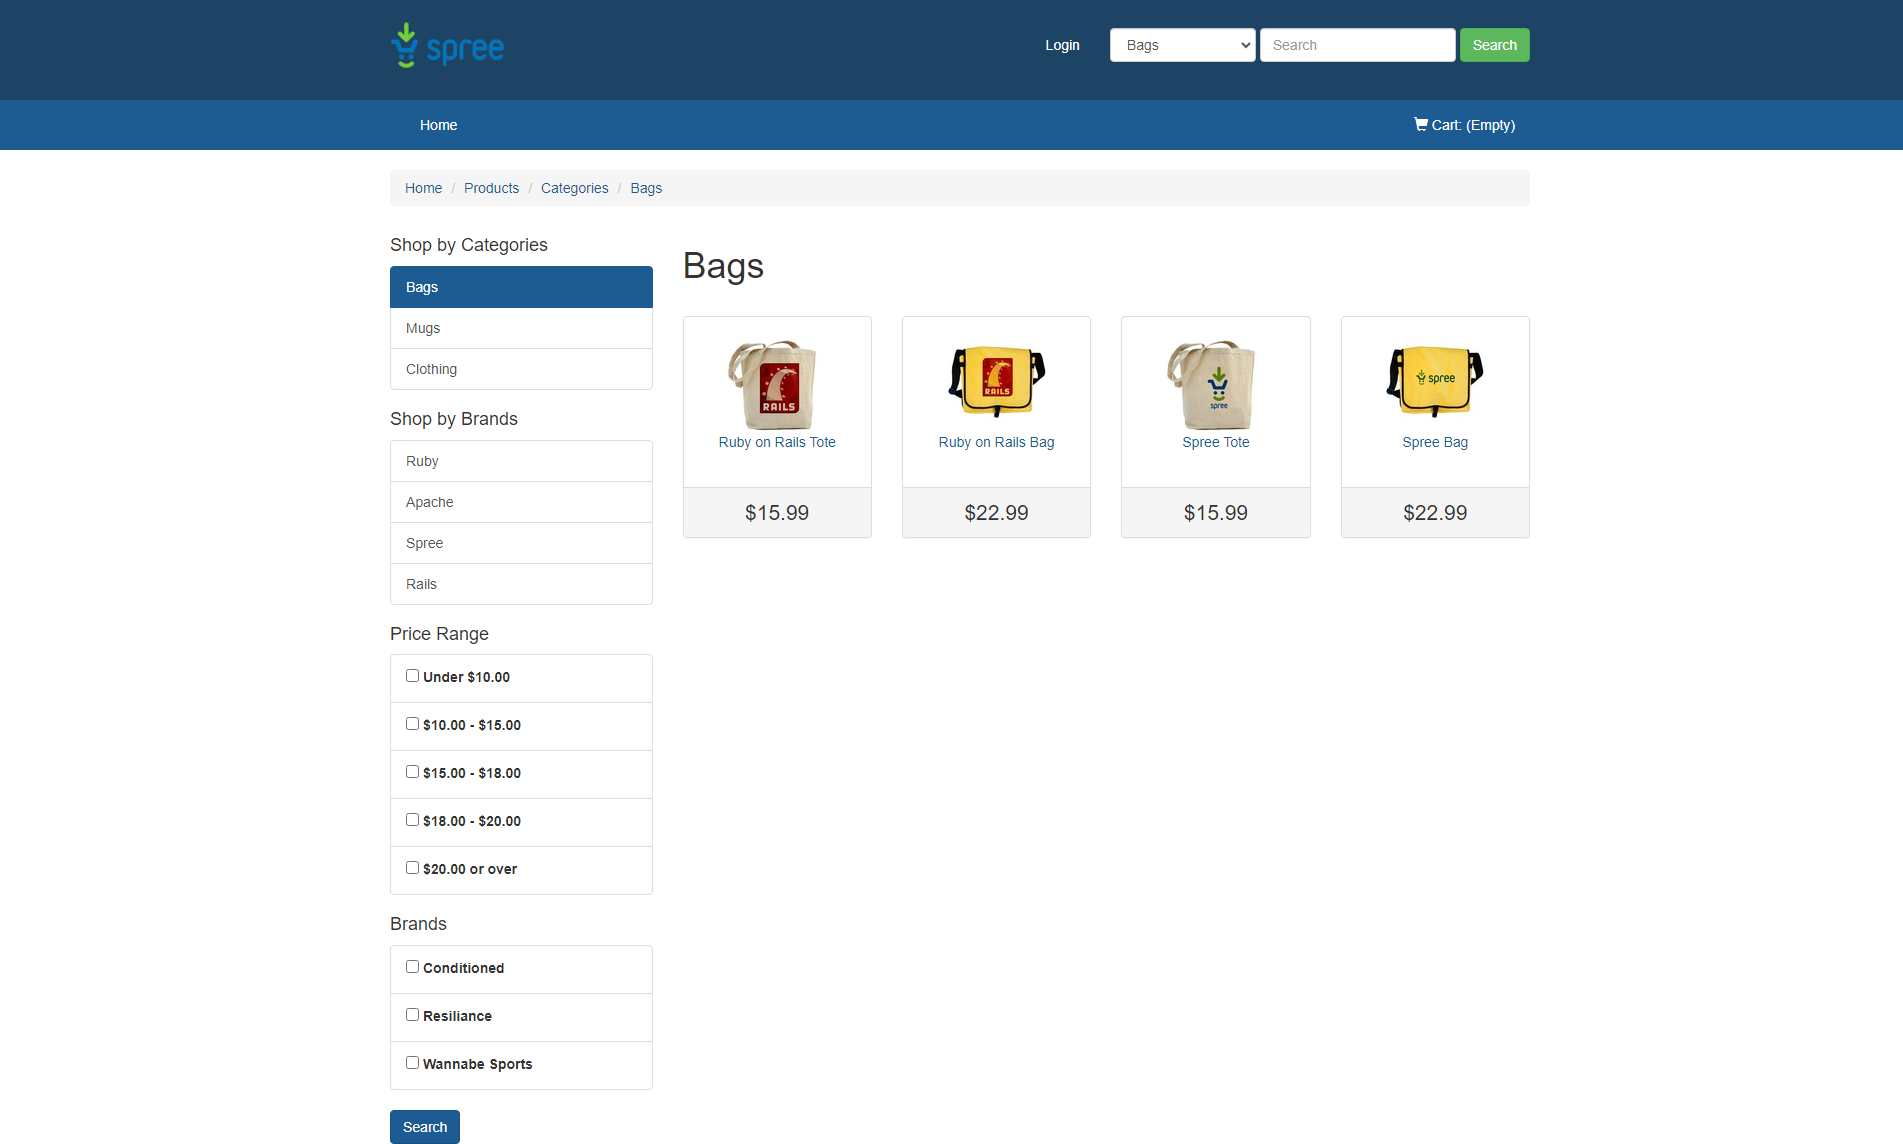 spree
Login
Bags
Search
Search
Home
Cart: (Empty)
Home / Products / Categories / Bags
Shop by Categories
Bags
Mugs
Clothing
Shop by Brands
Ruby
Apache
Spree
Rails
Price Range
Under $10.00
$10.00 - $15.00
$15.00 - $18.00
$18.00 - $20.00
$20.00 or over
Brands
Conditioned
Resiliance
Wannabe Sports
Search
Bags
RAILS
Ruby on Rails Tote
$15.99
RAILS
Ruby on Rails Bag
$22.99
spree
Spree Tote
$15.99
spree
Spree Bag
$22.99